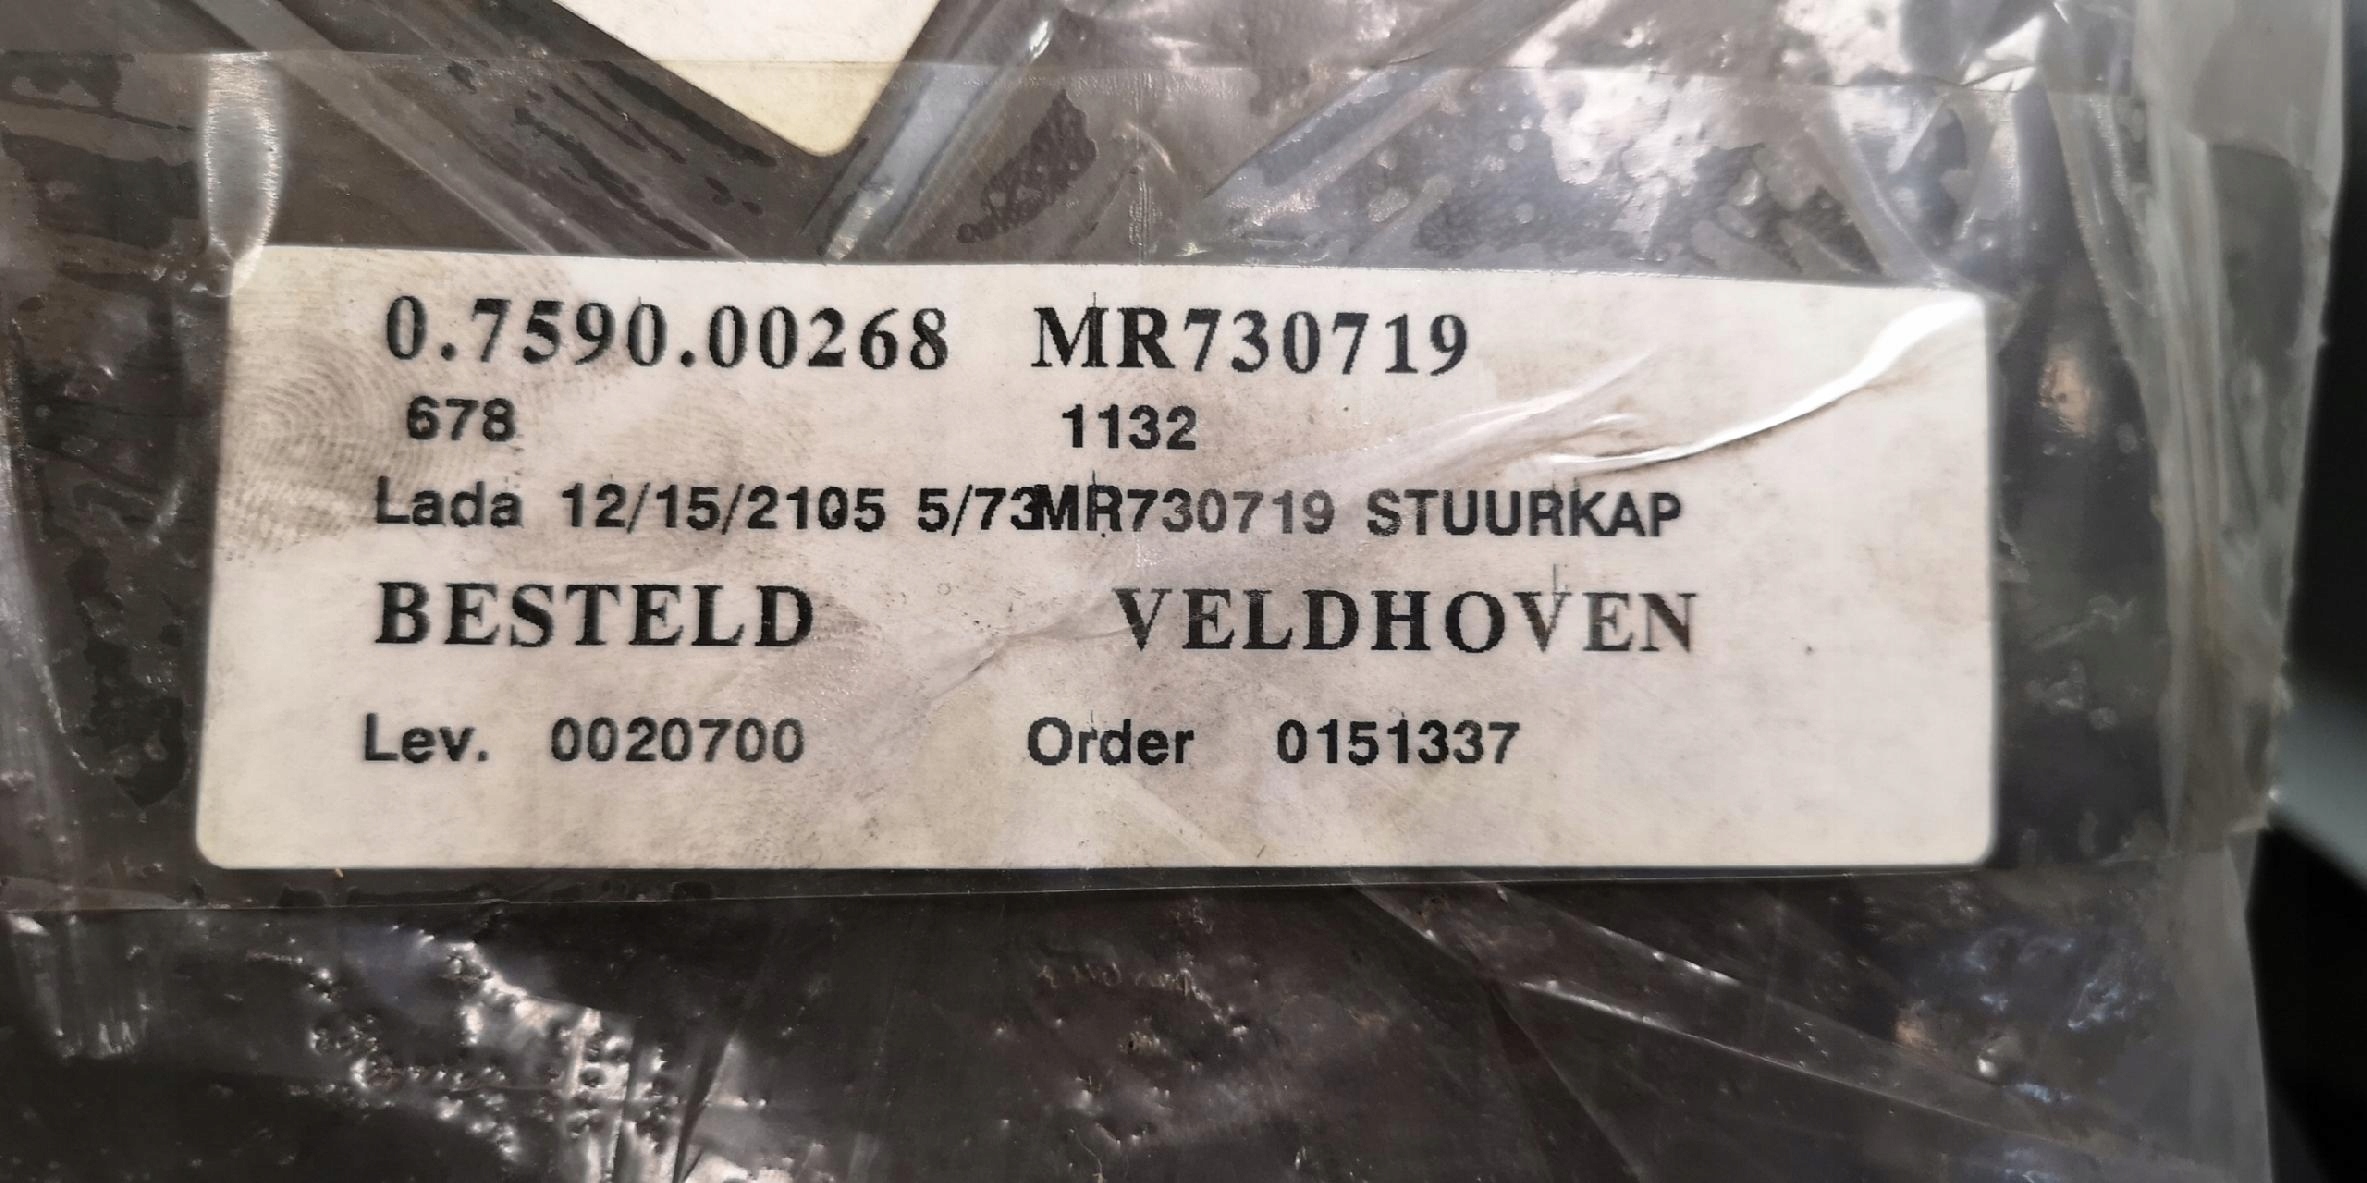 0.7590.00268 MR730719
678 1132
Lada 12/15/2105 5/73MR730719 STUURKAP
BESTELD VELDHOVEN
Lev. 0020700 Order 0151337